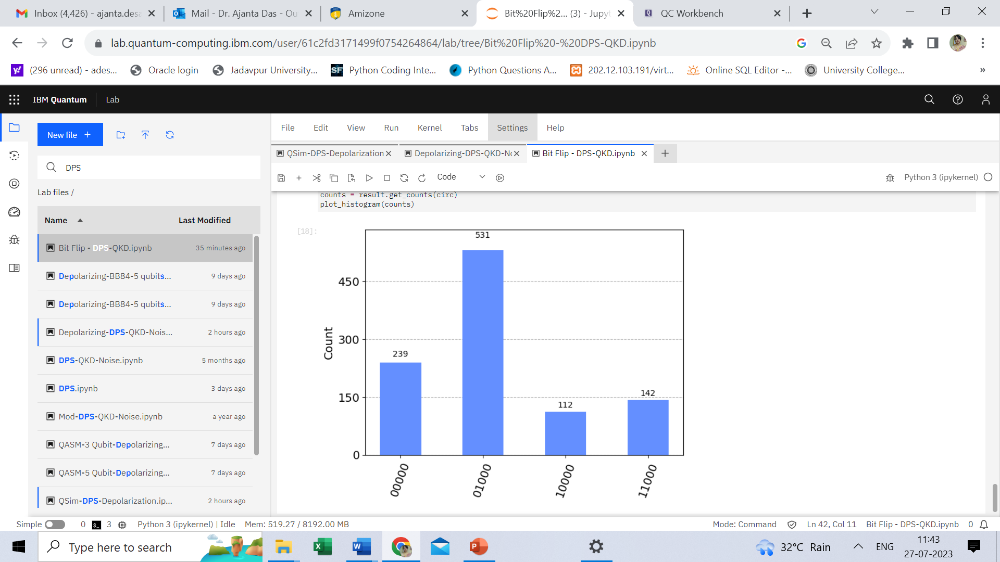 Inbox (4,426) - ajanta.desa
Mail - Dr. Ajanta Das - Ou
Amizone
Bit%20Flip%2... (3) - Jupyt
QC Workbench
lab.quantum-computing.ibm.com/user/61c2fd3171499f0754264864/lab/tree/Bit%20Flip%20-%20DPS-QKD.ipynb
(296 unread) - ades...
Oracle login
Jadavpur University...
SF Python Coding Inte...
Python Questions A...
202.12.103.191/virt...
Online SQL Editor -...
University College...
»
IBM Quantum Lab
New file +
File Edit View Run Kernel Tabs Settings Help
QSim-DPS-Depolarization
Depolarizing-DPS-QKD-N
Bit Flip - DPS-QKD.ipynb
DPS
Code
Python 3 (ipykernel)
Lab files /
Name Last Modified
Bit Flip - DPS-QKD.ipynb 35 minutes ago
Depolarizing-BB84-5 qubits... 9 days ago
Depolarizing-BB84-5 qubits... 9 days ago
Depolarizing-DPS-QKD-Nois... 2 hours ago
DPS-QKD-Noise.ipynb 5 months ago
DPS.ipynb 3 days ago
Mod-DPS-QKD-Noise.ipynb a year ago
QASM-3 Qubit-Depolarizing... 7 days ago
QASM-5 Qubit-Depolarizing... 7 days ago
QSim-DPS-Depolarization.ip... 2 hours ago
counts = result.get_counts(circ)
plot_histogram(counts)
[18]:
531
450
Count
300
239
150
142
112
0
00000
01000
10000
11000
Simple 0 3 Python 3 (ipykernel) | Idle Mem: 519.27 / 8192.00 MB
Mode: Command Ln 42, Col 11 Bit Flip - DPS-QKD.ipynb 0
Type here to search
32°C Rain
ENG
11:43
27-07-2023